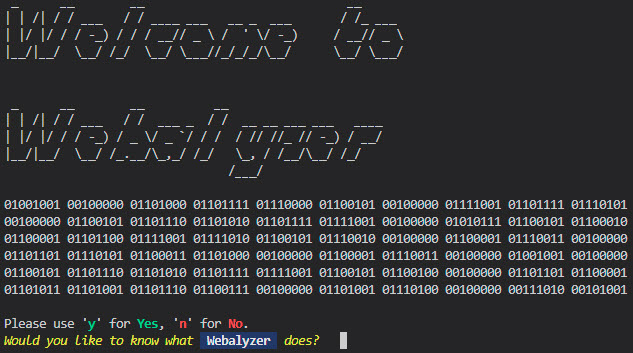 Welcome to
Webalyzer
01001001 00100000 01101000 01101111 01110000 01100101 00100000 01111001 01101111 01110101
00100000 01100101 01101110 01101010 01101111 01111001 00100000 01010111 01100101 01100010
01100001 01101100 01111001 01111010 01100101 01110010 00100000 01100001 01110011 00100000
01101101 01110101 01100011 01101000 00100000 01100001 01110011 00100000 01001001 00100000
01100101 01101110 01101010 01101111 01111001 01100101 01100100 00100000 01101101 01100001
01101011 01101001 01101110 01100111 00100000 01101001 01110100 00100000 00111010 00101001
Please use 'y' for Yes, 'n' for No.
Would you like to know what Webalyzer does?